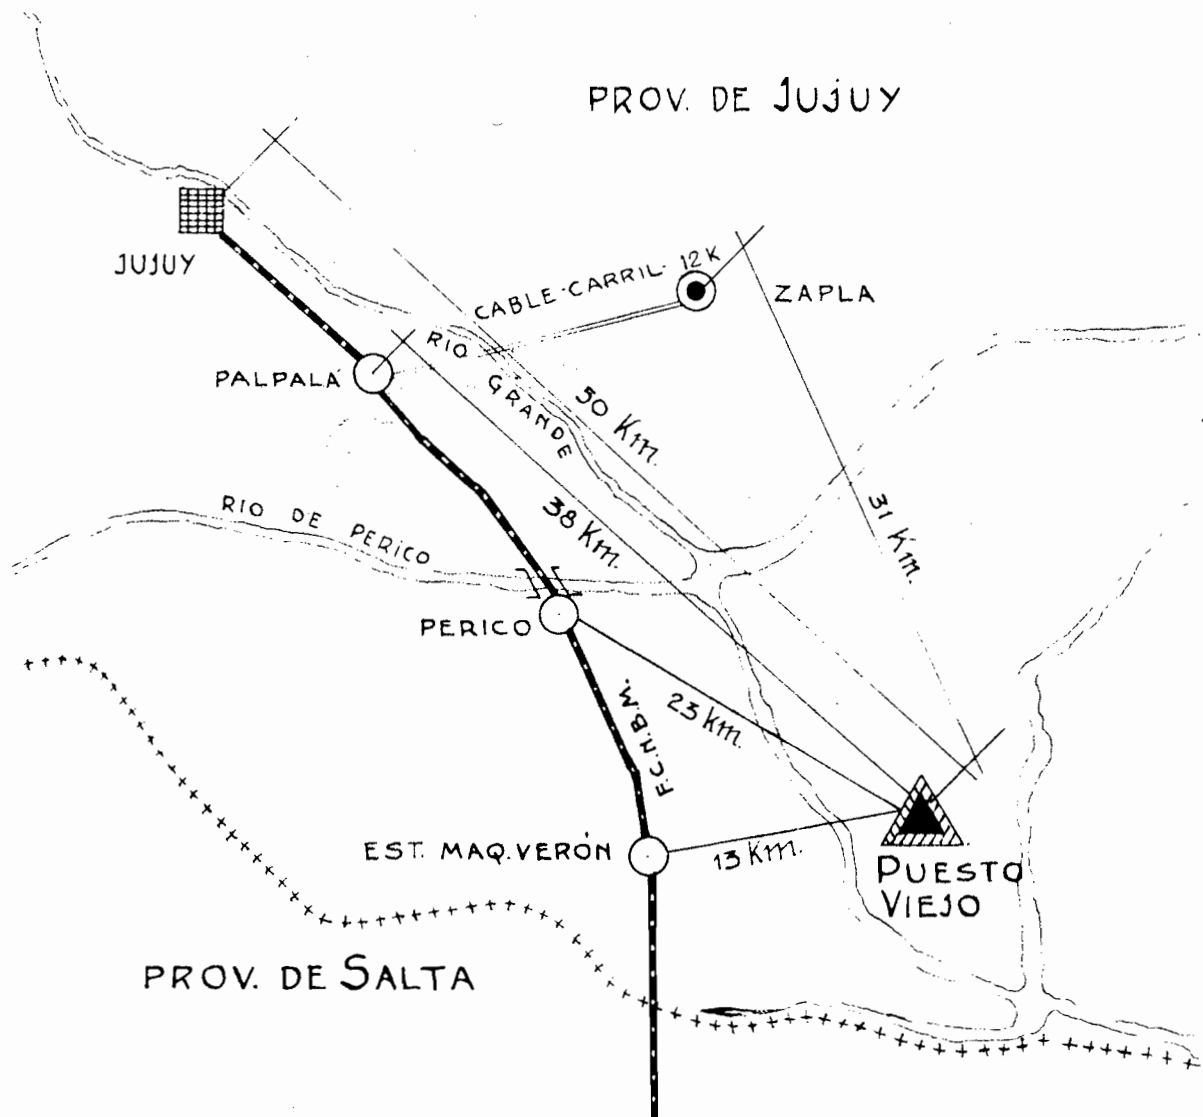 PROV. DE JUJUY
JUJUY
CABLE-CARRIL- 12K
ZAPLA
RIO GRANDE
PALPALÁ
50 Km.
38 Km.
31 Km.
RIO DE PERICO
PERICO
23 Km.
F.C.N.B.M.
EST. MAQ. VERÓN
13 Km.
PUESTO
VIEJO
PROV. DE SALTA